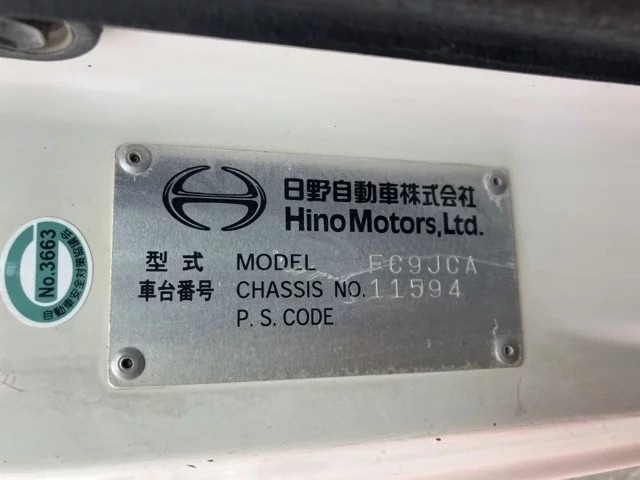 日野自動車株式会社
Hino Motors, Ltd.
型式 MODEL FC9JCA
車台番号 CHASSIS NO. 11594
P. S. CODE
No.3663